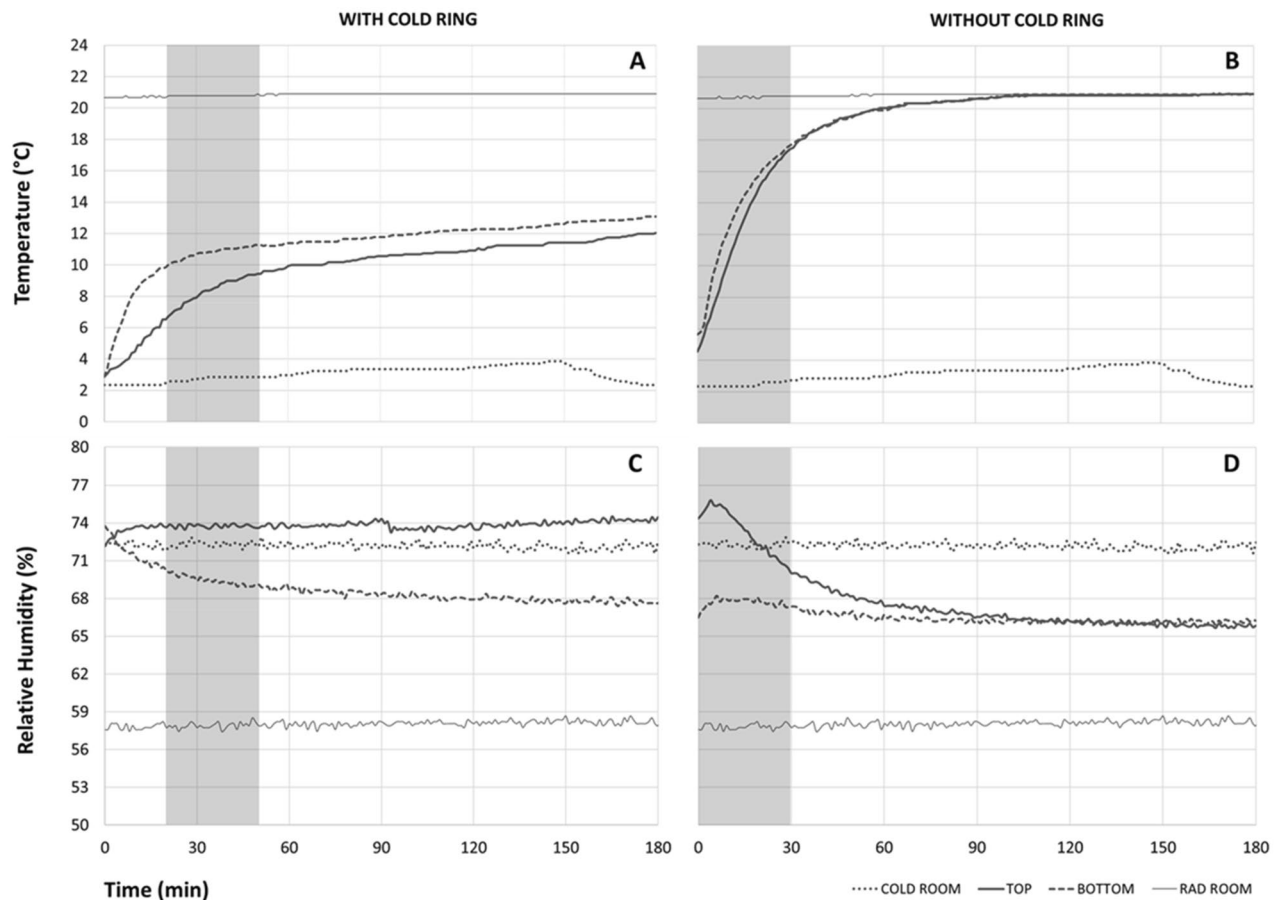 WITH COLD RING
WITHOUT COLD RING
A
B
Temperature (°C)
24
22
20
18
16
14
12
10
8
6
4
2
0
C
D
Relative Humidity (%)
80
77
74
71
68
65
62
59
56
53
50
0 30 60 90 120 150 180
0 30 60 90 120 150 180
Time (min)
COLD ROOM TOP BOTTOM RAD ROOM